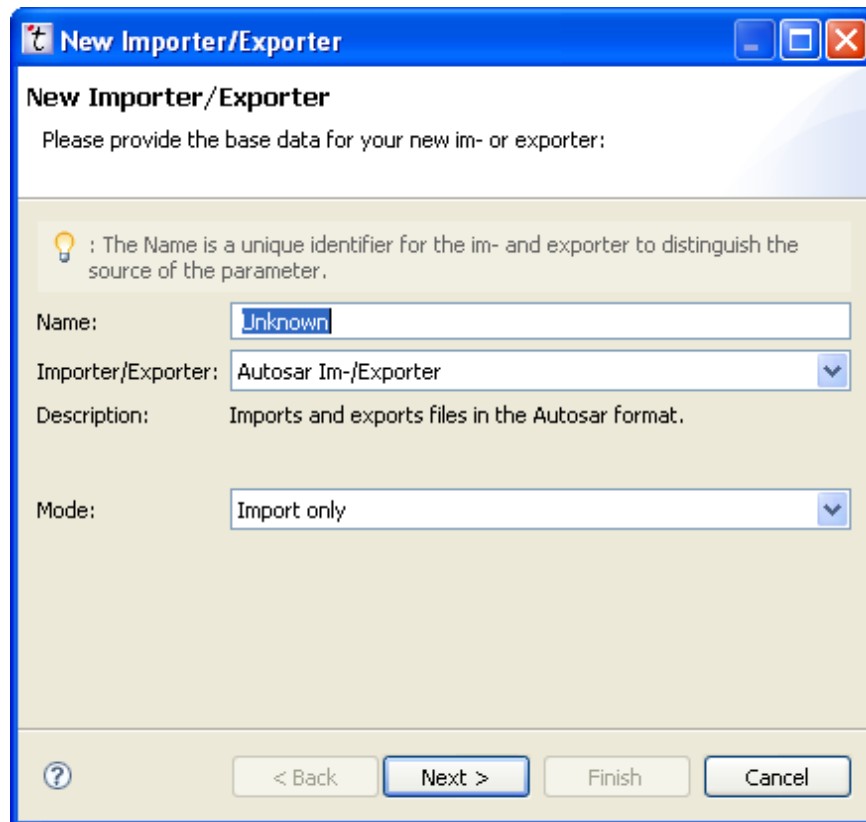 New Importer/Exporter
New Importer/Exporter
Please provide the base data for your new im- or exporter:
: The Name is a unique identifier for the im- and exporter to distinguish the
source of the parameter.
Name: Unknown
Importer/Exporter: Autosar Im-/Exporter
Description: Imports and exports files in the Autosar format.
Mode: Import only
< Back Next > Finish Cancel